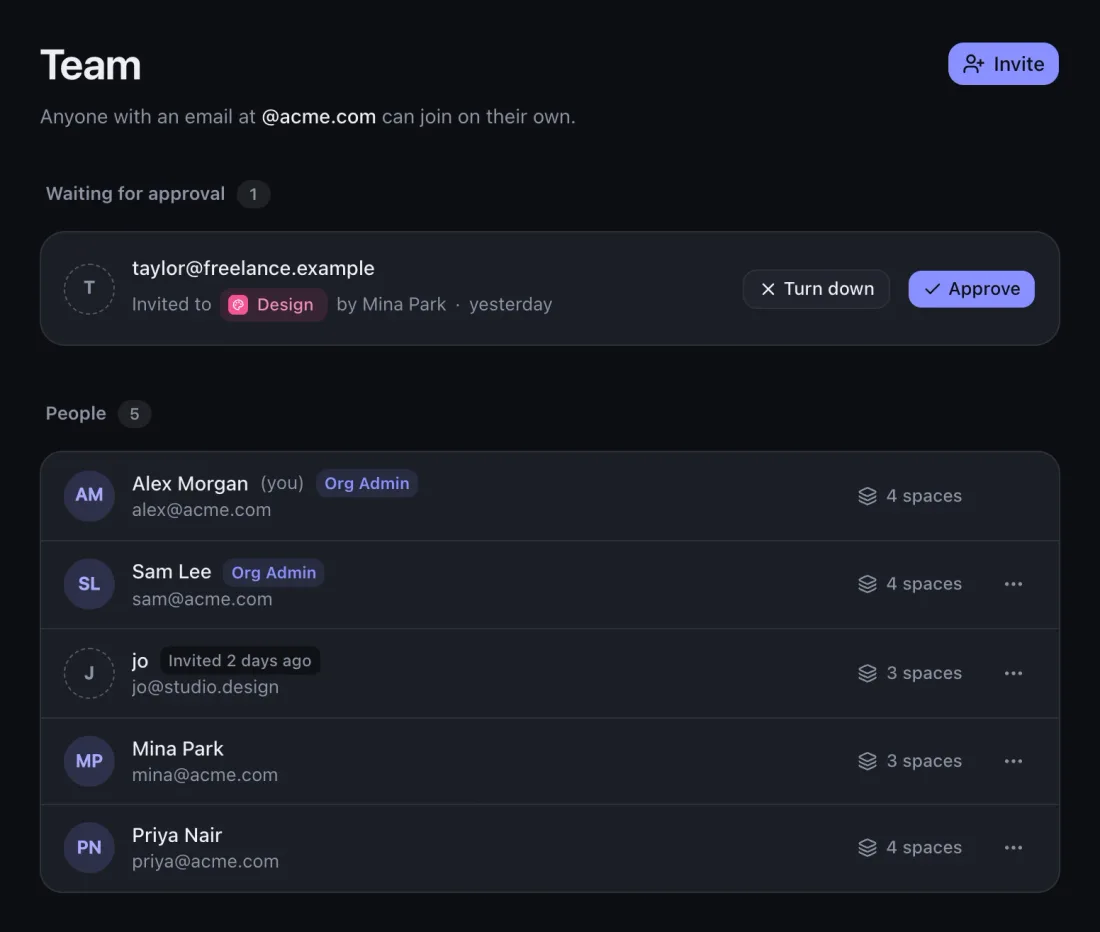 Team
Invite
Anyone with an email at @acme.com can join on their own.
Waiting for approval 1
T
taylor@freelance.example
Invited to Design by Mina Park · yesterday
Turn down
Approve
People 5
AM
Alex Morgan (you) Org Admin
alex@acme.com
4 spaces
SL
Sam Lee Org Admin
sam@acme.com
4 spaces
J
jo Invited 2 days ago
jo@studio.design
3 spaces
MP
Mina Park
mina@acme.com
3 spaces
PN
Priya Nair
priya@acme.com
4 spaces